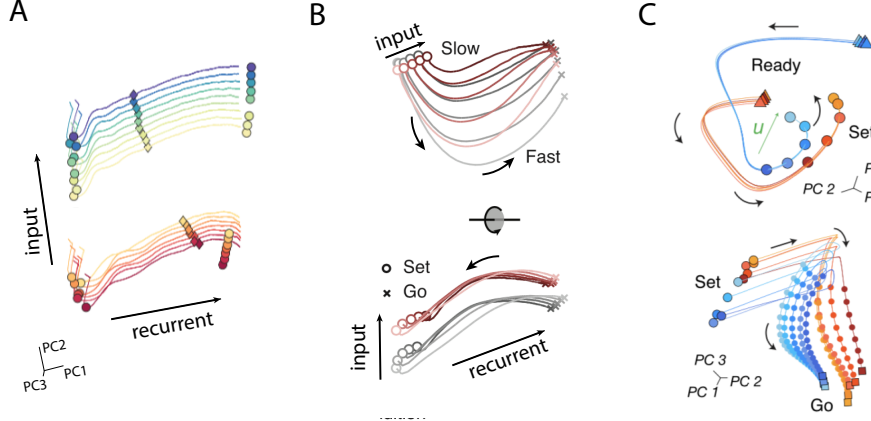 A
input
recurrent
PC2
PC1
PC3
B
input
Slow
Fast
Set
Go
input
recurrent
C
Ready
u
Set
PC 2
Set
PC 3
PC 2
PC 1
Go